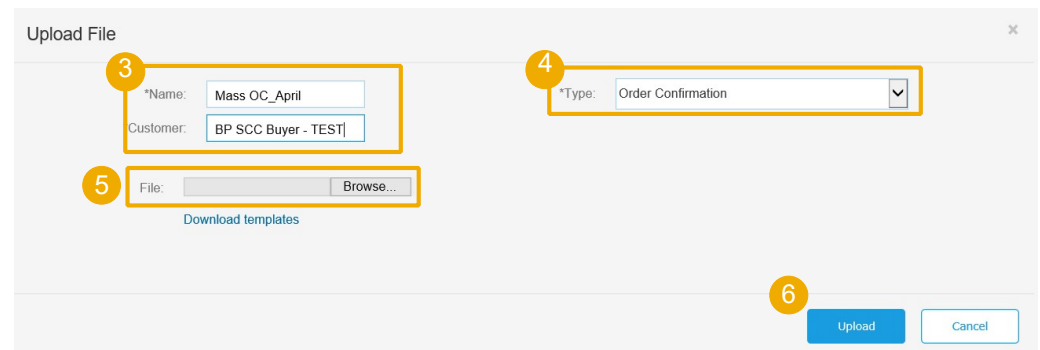 Upload File
×
3
4
*Name: Mass OC_April
*Type: Order Confirmation
Customer: BP SCC Buyer - TEST
5
File: Browse...
Download templates
6
Upload Cancel